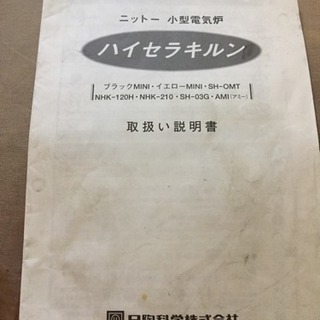 ニットー 小型電気炉
ハイセラキルン
ブラックMINI・イエローMINI・SH-OMT
NHK-120H・NHK-210・SH-03G・AMI(アミー)
取扱い説明書
日陶科学株式会社